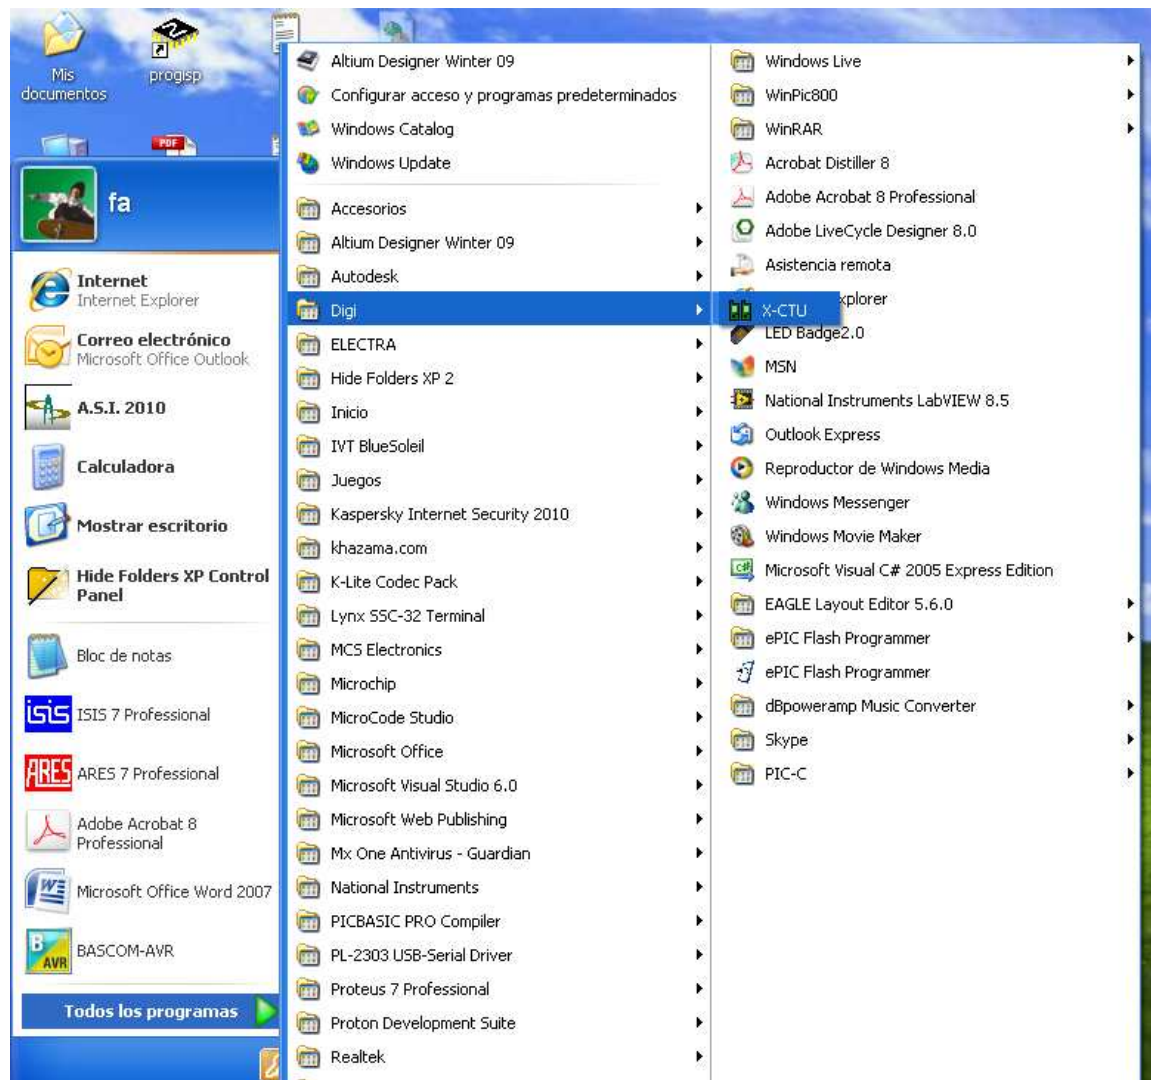 Mis
documentos
progisp
PDF
fa
Internet
Internet Explorer
Correo electrónico
Microsoft Office Outlook
A.S.I. 2010
Calculadora
Mostrar escritorio
Hide Folders XP Control
Panel
Bloc de notas
isis
ISIS 7 Professional
ARES
ARES 7 Professional
Adobe Acrobat 8
Professional
Microsoft Office Word 2007
B
AVR
BASCOM-AVR
Todos los programas
Altium Designer Winter 09
Configurar acceso y programas predeterminados
Windows Catalog
Windows Update
Accesorios
Altium Designer Winter 09
Autodesk
Digi
ELECTRA
Hide Folders XP 2
Inicio
IVT BlueSoleil
Juegos
Kaspersky Internet Security 2010
khazama.com
K-Lite Codec Pack
Lynx SSC-32 Terminal
MCS Electronics
Microchip
MicroCode Studio
Microsoft Office
Microsoft Visual Studio 6.0
Microsoft Web Publishing
Mx One Antivirus - Guardian
National Instruments
PICBASIC PRO Compiler
PL-2303 USB-Serial Driver
Proteus 7 Professional
Proton Development Suite
Realtek
Windows Live
WinPic800
WinRAR
Acrobat Distiller 8
Adobe Acrobat 8 Professional
Adobe LiveCycle Designer 8.0
Asistencia remota
xplorer
X-CTU
LED Badge2.0
MSN
National Instruments LabVIEW 8.5
Outlook Express
Reproductor de Windows Media
Windows Messenger
Windows Movie Maker
Microsoft Visual C# 2005 Express Edition
EAGLE Layout Editor 5.6.0
ePIC Flash Programmer
ePIC Flash Programmer
dBpoweramp Music Converter
Skype
PIC-C